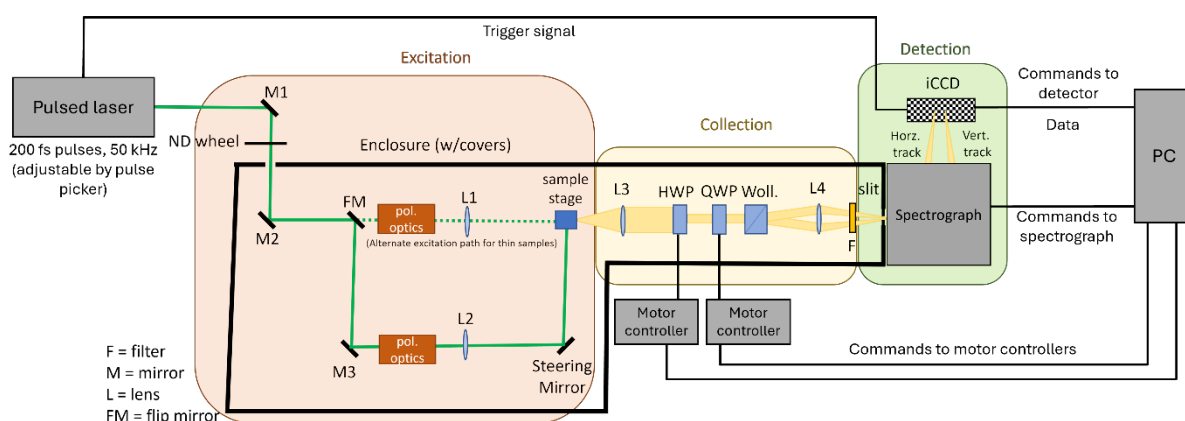 Trigger signal
Excitation
Detection
iCCD
Commands to
detector
Data
Pulsed laser
M1
ND wheel
200 fs pulses, 50 kHz
(adjustable by pulse
picker)
Enclosure (w/covers)
Collection
Horz.
track
Vert.
track
PC
sample
stage
L3
HWP
QWP
Woll.
L4
slit
Spectrograph
FM
pol.
optics
L1
(Alternate excitation path for thin samples)
M2
F
Commands to
spectrograph
Motor
controller
Motor
controller
L2
pol.
optics
M3
Steering
Mirror
Commands to motor controllers
F = filter
M = mirror
L = lens
FM = flip mirror